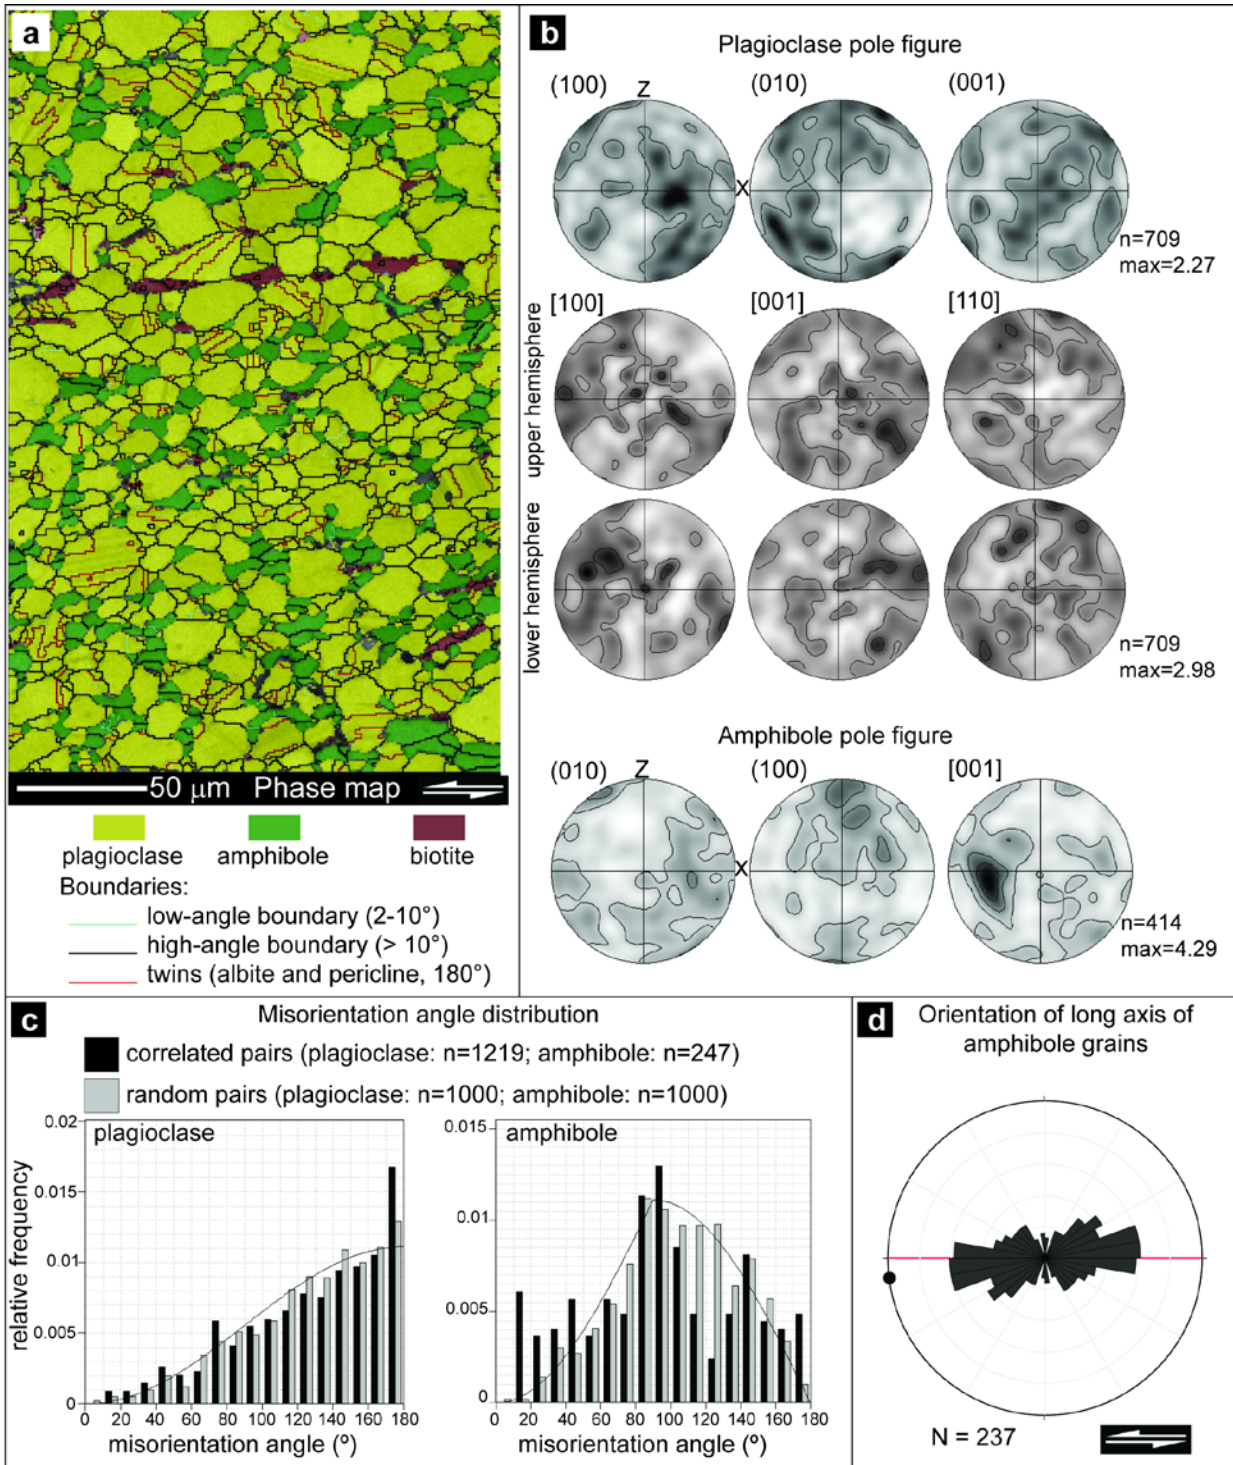 a
50 μm Phase map
plagioclase
amphibole
biotite
Boundaries:
low-angle boundary (2-10°)
high-angle boundary (> 10°)
twins (albite and pericline, 180°)
b
Plagioclase pole figure
(100)
Z
(010)
(001)
X
n=709
max=2.27
upper hemisphere
[100]
[001]
[110]
lower hemisphere
n=709
max=2.98
Amphibole pole figure
(010)
Z
(100)
[001]
X
n=414
max=4.29
c
Misorientation angle distribution
correlated pairs (plagioclase: n=1219; amphibole: n=247)
random pairs (plagioclase: n=1000; amphibole: n=1000)
relative frequency
0.02
0.015
0.01
0.005
0
plagioclase
0 20 40 60 80 100 120 140 160 180
misorientation angle (º)
0.015
0.01
0.005
0
amphibole
0 20 40 60 80 100 120 140 160 180
misorientation angle (º)
d
Orientation of long axis of
amphibole grains
N = 237